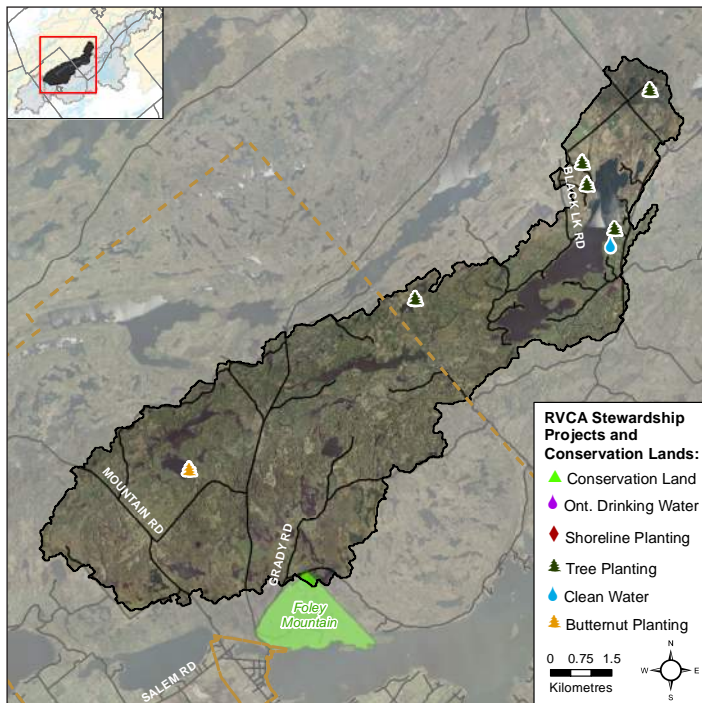 BLACK LK RD
MOUNTAIN RD
GRADY RD
Foley
Mountain
SALEM RD
RVCA Stewardship
Projects and
Conservation Lands:
Conservation Land
Ont. Drinking Water
Shoreline Planting
Tree Planting
Clean Water
Butternut Planting
0 0.75 1.5
Kilometres
N
W E
S